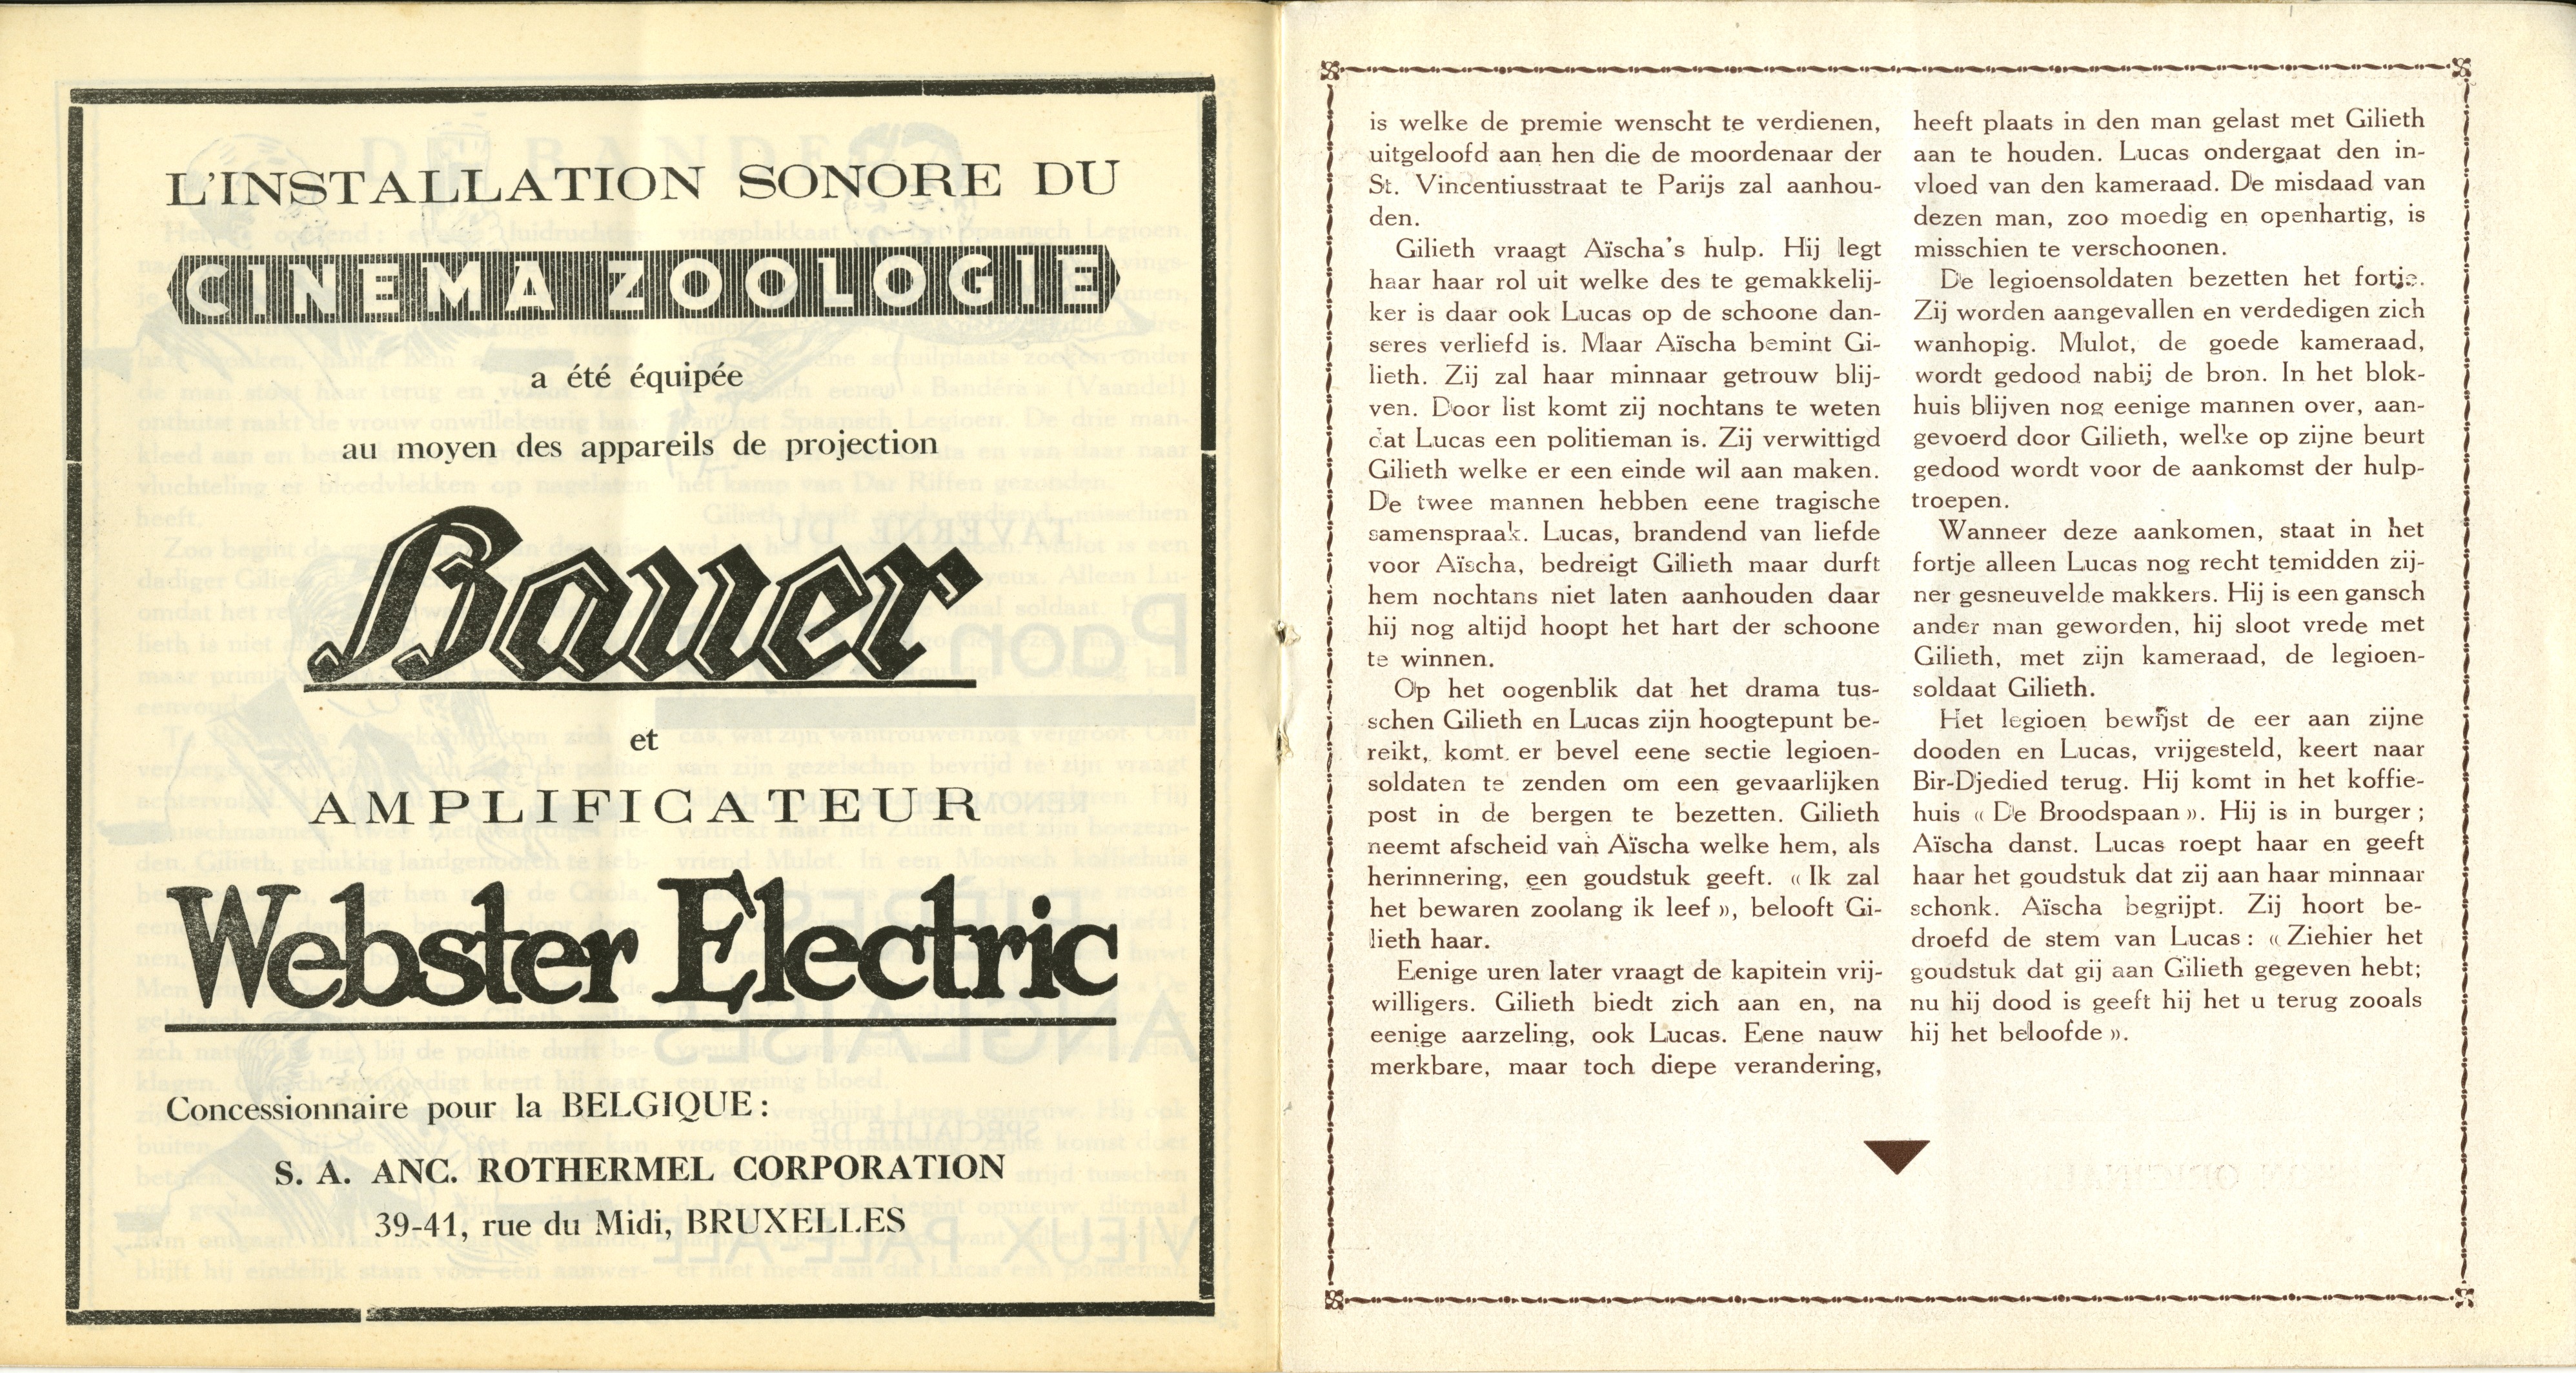 L'INSTALLATION SONORE DU
CINEMA ZOOLOGIE
a été équipée
au moyen des appareils de projection
Bauer
et
AMPLIFICATEUR
Webster Electric
Concessionnaire pour la BELGIQUE :
S. A. ANC. ROTHERMEL CORPORATION
39-41, rue du Midi, BRUXELLES
is welke de premie wenscht te verdienen,
uitgeloofd aan hen die de moordenaar der
St. Vincentiusstraat te Parijs zal aanhou-
den.
Gilieth vraagt Aïscha's hulp. Hij legt
haar haar rol uit welke des te gemakkelij-
ker is daar ook Lucas op de schoone dan-
seres verliefd is. Maar Aïscha bemint Gi-
lieth. Zij zal haar minnaar getrouw blij-
ven. Door list komt zij nochtans te weten
dat Lucas een politieman is. Zij verwittigd
Gilieth welke er een einde wil aan maken.
De twee mannen hebben eene tragische
samenspraak. Lucas, brandend van liefde
voor Aïscha, bedreigt Gilieth maar durft
hem nochtans niet laten aanhouden daar
hij nog altijd hoopt het hart der schoone
te winnen.
Op het oogenblik dat het drama tus-
schen Gilieth en Lucas zijn hoogtepunt be-
reikt, komt er bevel eene sectie legioen-
soldaten te zenden om een gevaarlijken
post in de bergen te bezetten. Gilieth
neemt afscheid van Aïscha welke hem, als
herinnering, een goudstuk geeft. « Ik zal
het bewaren zoolang ik leef », belooft Gi-
lieth haar.
Eenige uren later vraagt de kapitein vrij-
willigers. Gilieth biedt zich aan en, na
eenige aarzeling, ook Lucas. Eene nauw
merkbare, maar toch diepe verandering,
heeft plaats in den man gelast met Gilieth
aan te houden. Lucas ondergaat den in-
vloed van den kameraad. De misdaad van
dezen man, zoo moedig en openhartig, is
misschien te verschoonen.
De legioensoldaten bezetten het fortje.
Zij worden aangevallen en verdedigen zich
wanhopig. Mulot, de goede kameraad,
wordt gedood nabij de bron. In het blok-
huis blijven nog eenige mannen over, aan-
gevoerd door Gilieth, welke op zijne beurt
gedood wordt voor de aankomst der hulp-
troepen.
Wanneer deze aankomen, staat in het
fortje alleen Lucas nog recht temidden zij-
ner gesneuvelde makkers. Hij is een gansch
ander man geworden, hij sloot vrede met
Gilieth, met zijn kameraad, de legioen-
soldaat Gilieth.
Het legioen bewijst de eer aan zijne
dooden en Lucas, vrijgesteld, keert naar
Bir-Djedied terug. Hij komt in het koffie-
huis « De Broodspaan ». Hij is in burger ;
Aïscha danst. Lucas roept haar en geeft
haar het goudstuk dat zij aan haar minnaar
schonk. Aïscha begrijpt. Zij hoort be-
droefd de stem van Lucas : « Ziehier het
goudstuk dat gij aan Gilieth gegeven hebt;
nu hij dood is geeft hij het u terug zooals
hij het beloofde ».